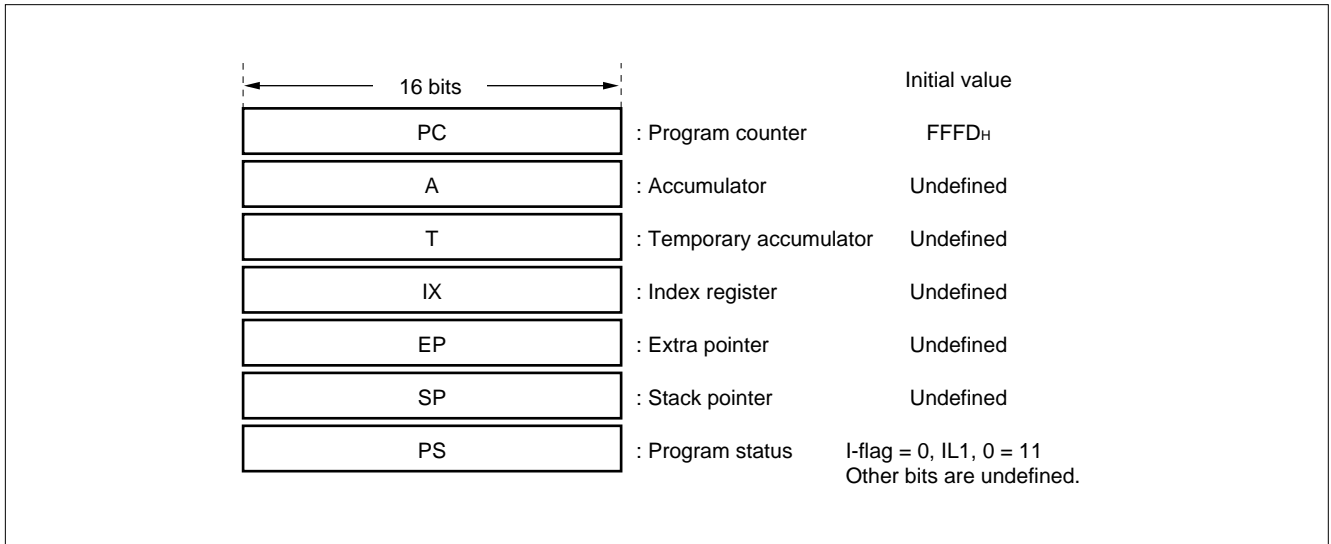 16 bits Initial value
PC : Program counter FFFDH
A : Accumulator Undefined
T : Temporary accumulator Undefined
IX : Index register Undefined
EP : Extra pointer Undefined
SP : Stack pointer Undefined
PS : Program status I-flag = 0, IL1, 0 = 11
Other bits are undefined.